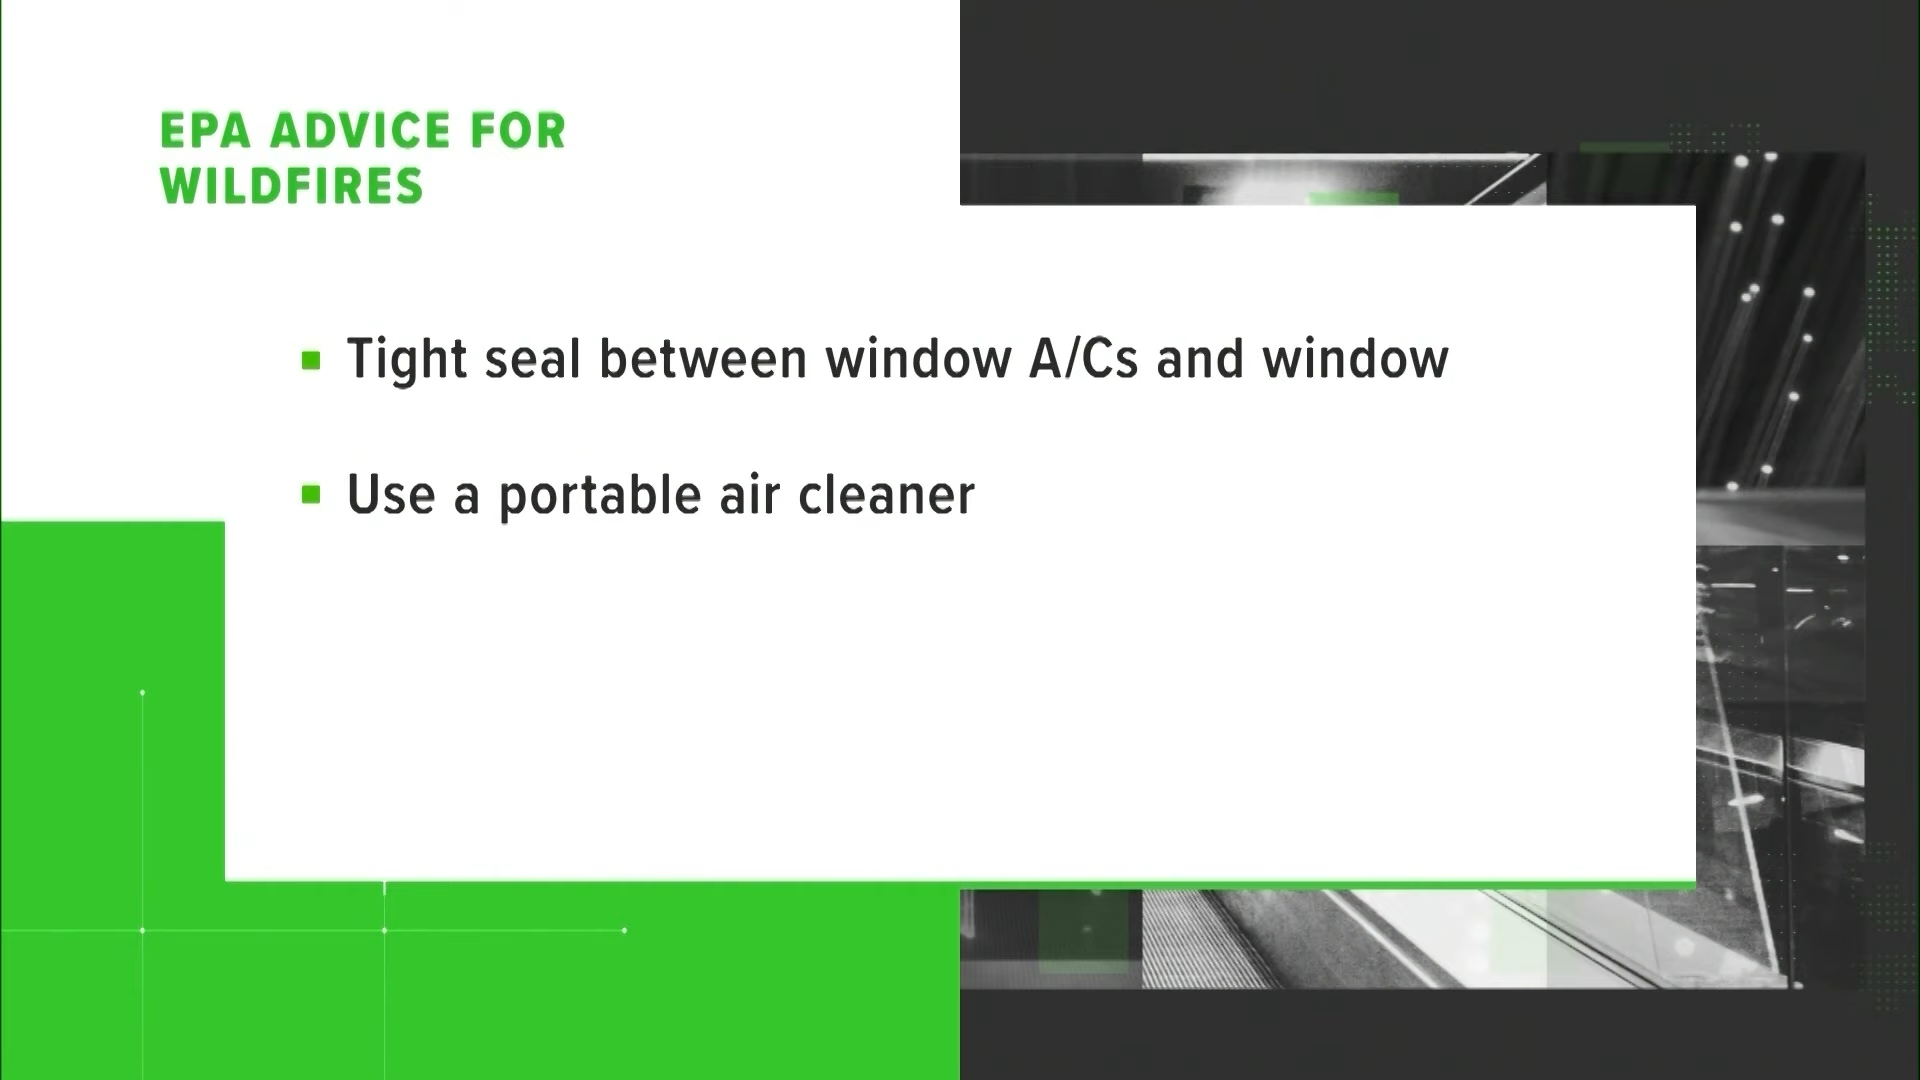 EPA ADVICE FOR
WILDFIRES
Tight seal between window A/Cs and window
Use a portable air cleaner